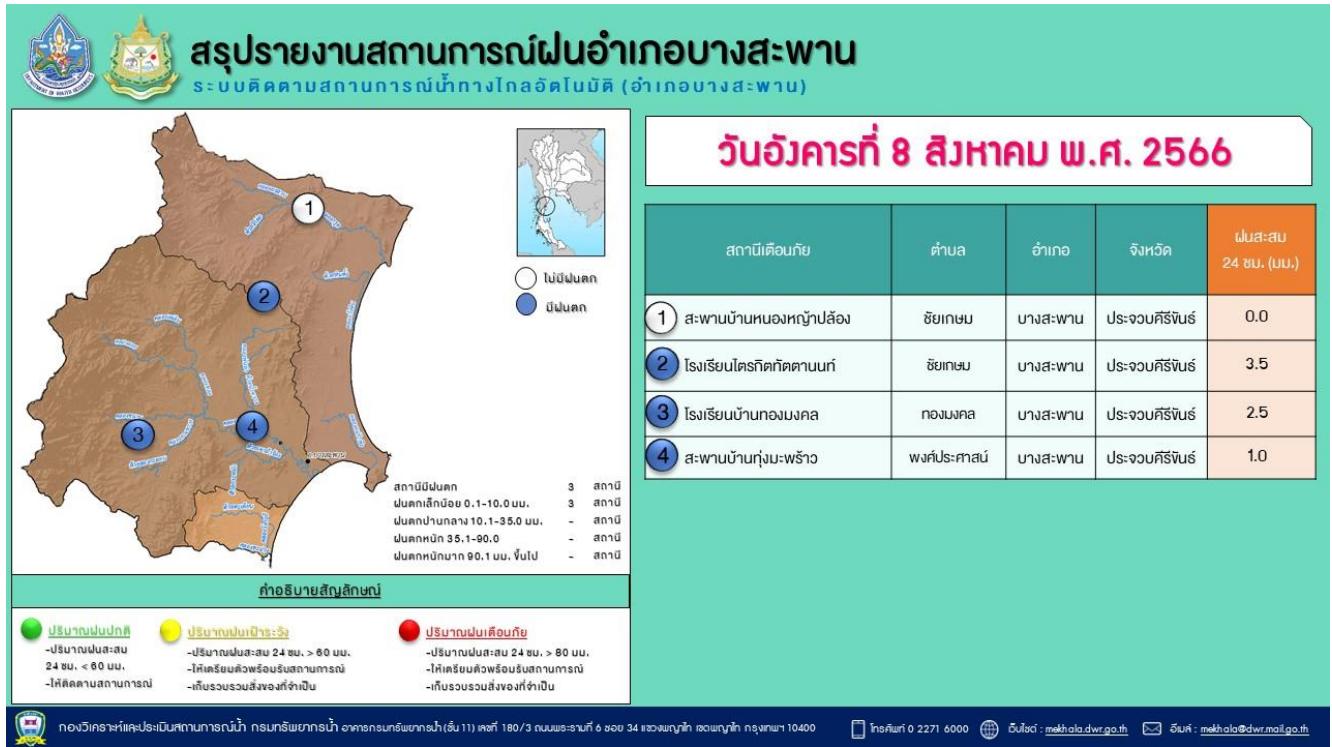 สรุปรายงานสถานการณ์ฝนอำเภอบางสะพาน
ระบบติดตามสถานการณ์น้ำทางไกลอัตโนมัติ (อำเภอบางสะพาน)
วันอังคารที่ 8 สิงหาคม พ.ศ. 2566
1
2
3
4
ไม่มีฝนตก
มีฝนตก
สถานีมีฝนตก 3 สถานี
ฝนตกเล็กน้อย 0.1-10.0 มม. 3 สถานี
ฝนตกปานกลาง 10.1-35.0 มม. - สถานี
ฝนตกหนัก 35.1-90.0 - สถานี
ฝนตกหนักมาก 90.1 มม. ขึ้นไป - สถานี
สถานีเตือนภัย ตำบล อำเภอ จังหวัด ฝนสะสม 24 ชม. (มม.)
1 สะพานบ้านหนองหญ้าปล้อง ชัยเกษม บางสะพาน ประจวบคีรีขันธ์ 0.0
2 โรงเรียนไตรกิตทัตตานนท์ ชัยเกษม บางสะพาน ประจวบคีรีขันธ์ 3.5
3 โรงเรียนบ้านทองมงคล ทองมงคล บางสะพาน ประจวบคีรีขันธ์ 2.5
4 สะพานบ้านทุ่งมะพร้าว พงศ์ประศาสน์ บางสะพาน ประจวบคีรีขันธ์ 1.0
คำอธิบายสัญลักษณ์
ปริมาณฝนปกติ
-ปริมาณฝนสะสม
24 ชม. < 60 มม.
-ให้ติดตามสถานการณ์
ปริมาณฝนเฝ้าระวัง
-ปริมาณฝนสะสม 24 ชม. > 60 มม.
-ให้เตรียมตัวพร้อมรับสถานการณ์
-เก็บรวบรวมสิ่งของที่จำเป็น
ปริมาณฝนเตือนภัย
-ปริมาณฝนสะสม 24 ชม. > 80 มม.
-ให้เตรียมตัวพร้อมรับสถานการณ์
-เก็บรวบรวมสิ่งของที่จำเป็น
กองวิเคราะห์และประเมินสถานการณ์น้ำ กรมทรัพยากรน้ำ อาคารกรมทรัพยากรน้ำ (ชั้น 11) เลขที่ 180/3 ถนนพระรามที่ 6 ซอย 34 แขวงพญาไท เขตพญาไท กรุงเทพฯ 10400 โทรศัพท์ 0 2271 6000 เว็บไซต์ : mekhala.dwr.go.th อีเมล์ : mekhala@dwr.mail.go.th